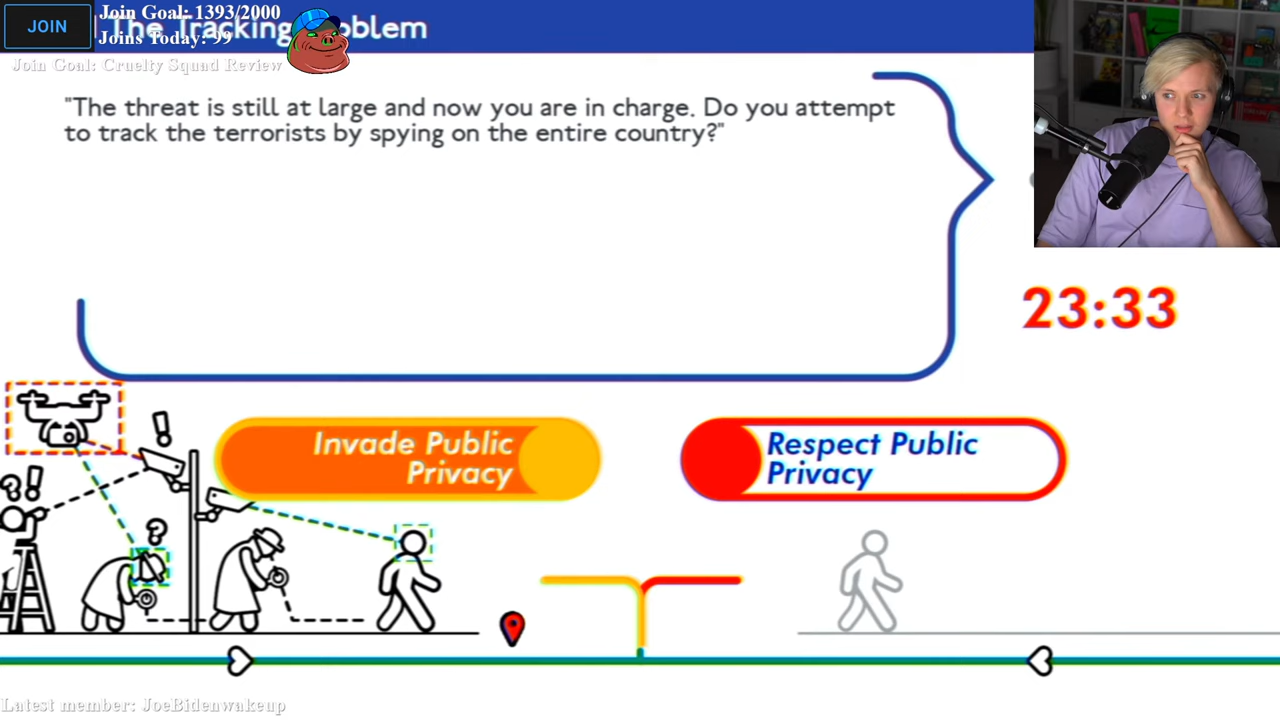 JOIN
Join Goal: 1393/2000
The Tracking oblem
Joins Today: 99
Join Goal: Cruelty Squad Review
"The threat is still at large and now you are in charge. Do you attempt
to track the terrorists by spying on the entire country?"
23:33
Invade Public
Privacy
Respect Public
Privacy
?!
!
?
Latest member: JoeBidenwakeup